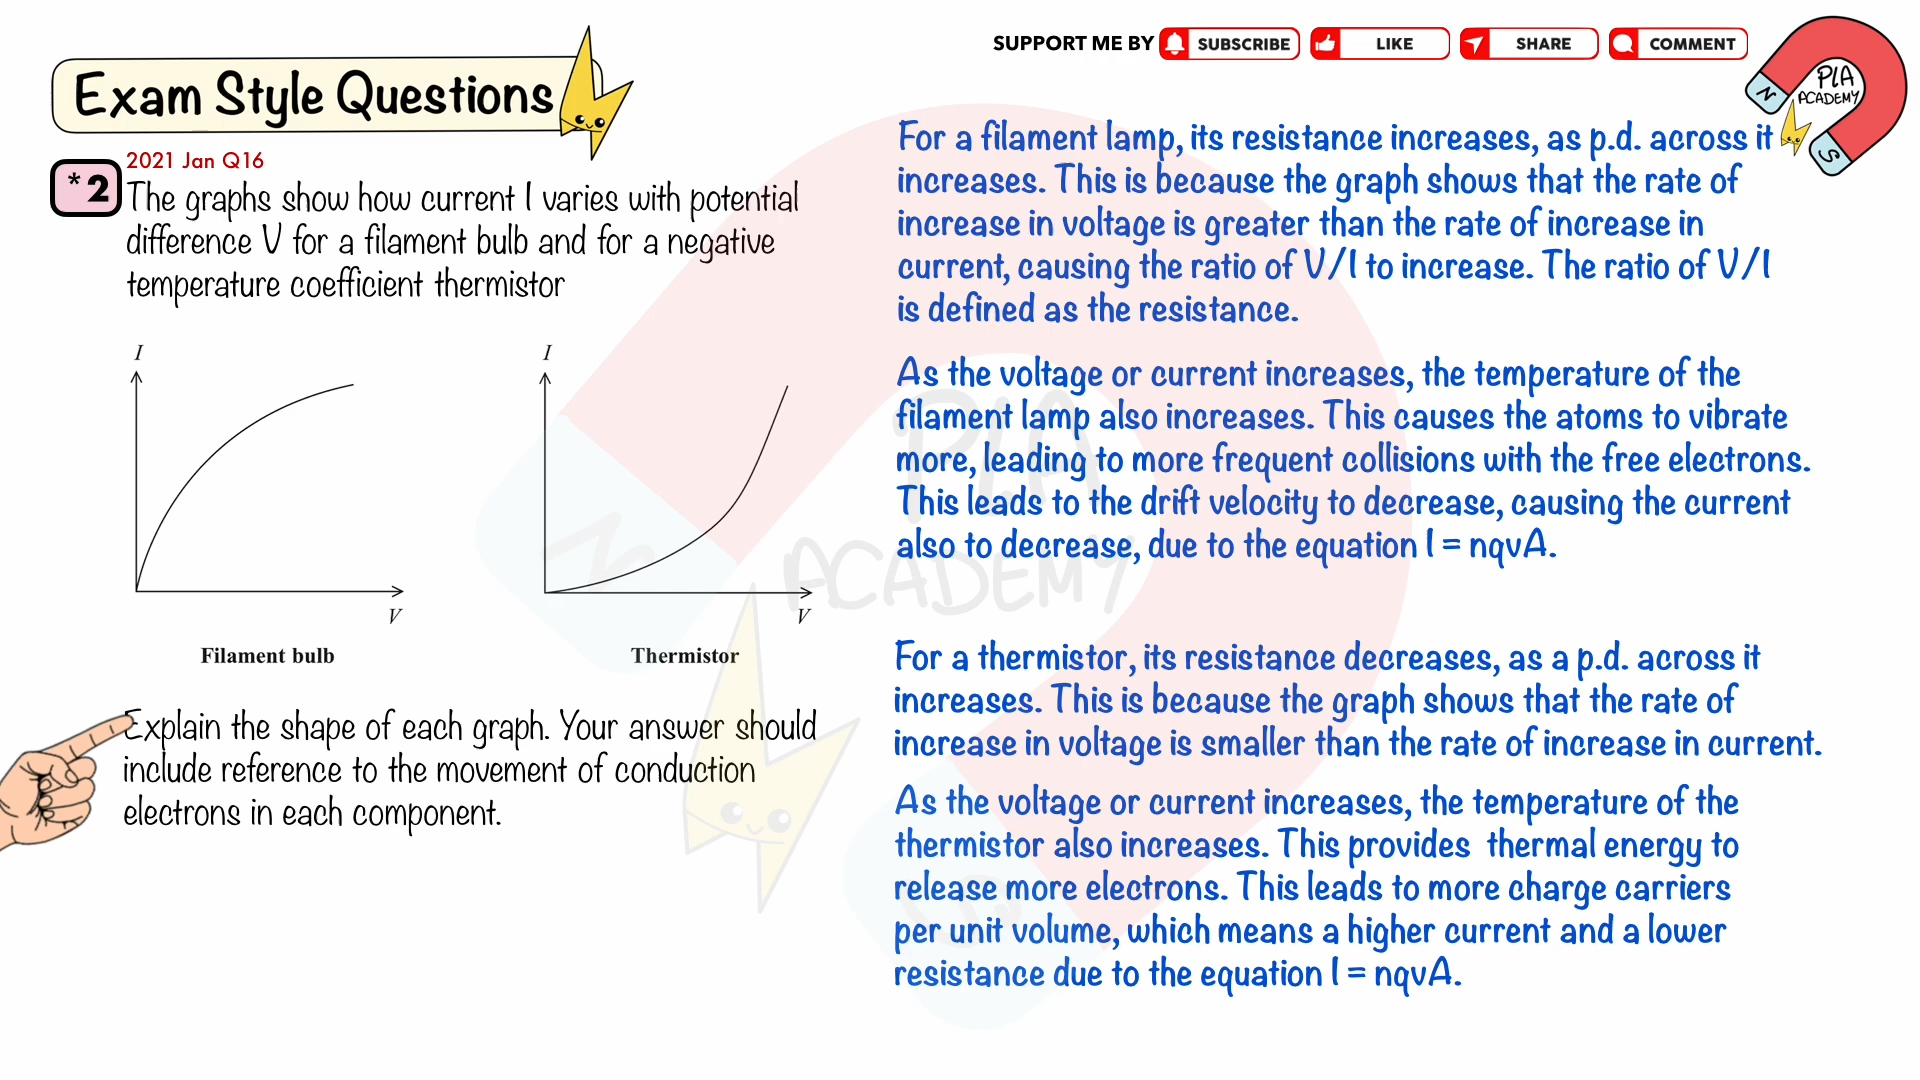 SUPPORT ME BY SUBSCRIBE LIKE SHARE COMMENT
PLA
ACADEMY
N
S
Exam Style Questions
2021 Jan Q16
*2
The graphs show how current I varies with potential
difference V for a filament bulb and for a negative
temperature coefficient thermistor
I
V
Filament bulb
I
V
Thermistor
Explain the shape of each graph. Your answer should
include reference to the movement of conduction
electrons in each component.
For a filament lamp, its resistance increases, as p.d. across it
increases. This is because the graph shows that the rate of
increase in voltage is greater than the rate of increase in
current, causing the ratio of V/I to increase. The ratio of V/I
is defined as the resistance.
As the voltage or current increases, the temperature of the
filament lamp also increases. This causes the atoms to vibrate
more, leading to more frequent collisions with the free electrons.
This leads to the drift velocity to decrease, causing the current
also to decrease, due to the equation I = nqvA.
For a thermistor, its resistance decreases, as a p.d. across it
increases. This is because the graph shows that the rate of
increase in voltage is smaller than the rate of increase in current.
As the voltage or current increases, the temperature of the
thermistor also increases. This provides thermal energy to
release more electrons. This leads to more charge carriers
per unit volume, which means a higher current and a lower
resistance due to the equation I = nqvA.
PLA
ACADEMY
N
S